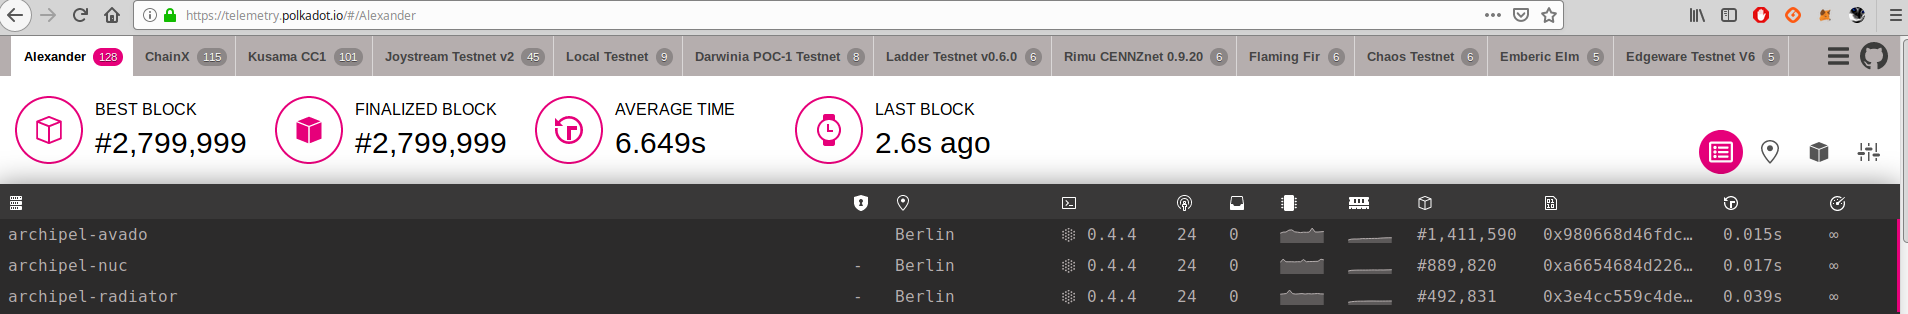 https://telemetry.polkadot.io/#/Alexander
Alexander 128 ChainX 115 Kusama CC1 101 Joystream Testnet v2 45 Local Testnet 9 Darwinia POC-1 Testnet 8 Ladder Testnet v0.6.0 6 Rimu CENNZnet 0.9.20 6 Flaming Fir 6 Chaos Testnet 6 Emberic Elm 5 Edgeware Testnet V6 5
BEST BLOCK FINALIZED BLOCK AVERAGE TIME LAST BLOCK
#2,799,999 #2,799,999 6.649s 2.6s ago
archipel-avado Berlin 0.4.4 24 0 #1,411,590 0x980668d46fdc… 0.015s ∞
archipel-nuc - Berlin 0.4.4 24 0 #889,820 0xa6654684d226… 0.017s ∞
archipel-radiator - Berlin 0.4.4 24 0 #492,831 0x3e4cc559c4de… 0.039s ∞